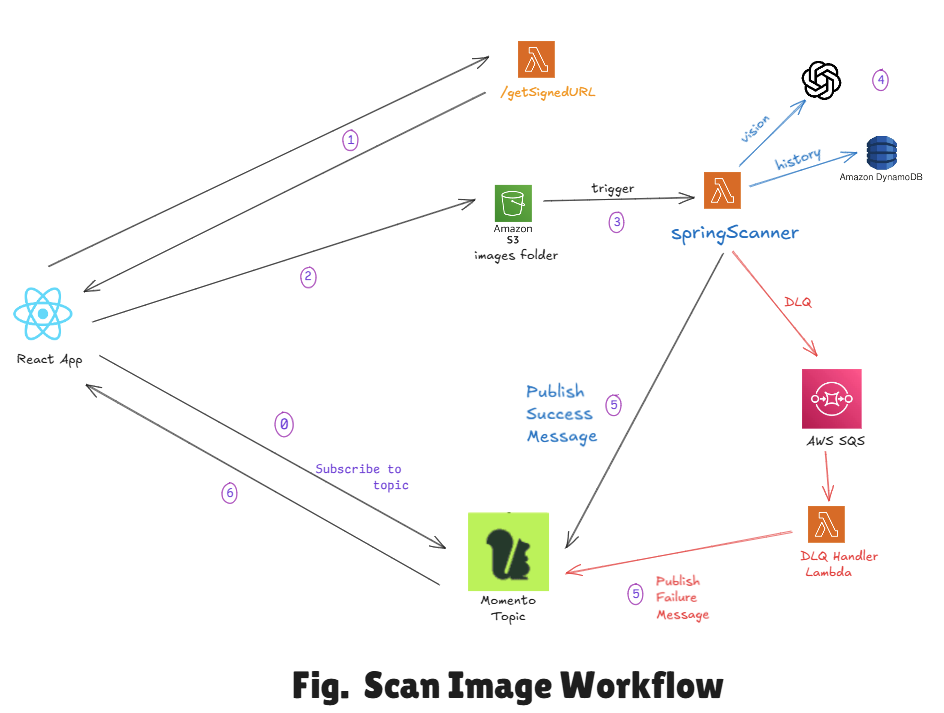 /getSignedURL
4
vision
1
history
Amazon DynamoDB
trigger
3
Amazon
S3
images folder
springScanner
2
DLQ
React App
Publish
Success
Message
5
0
AWS SQS
Subscribe to
topic
6
DLQ Handler
Lambda
5
Publish
Failure
Message
Momento
Topic
Fig. Scan Image Workflow